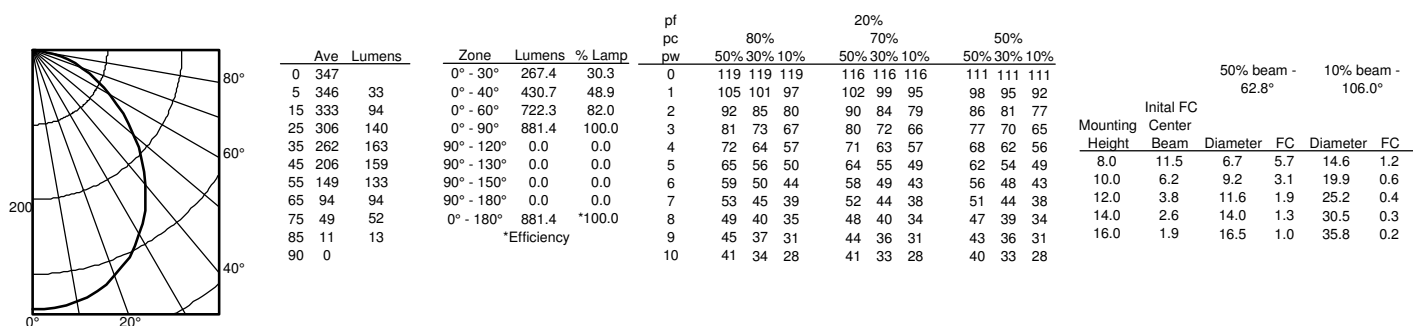 80°
60°
40°
20°
0°
200
Ave Lumens
0 347
5 346 33
15 333 94
25 306 140
35 262 163
45 206 159
55 149 133
65 94 94
75 49 52
85 11 13
90 0
Zone Lumens % Lamp
0° - 30° 267.4 30.3
0° - 40° 430.7 48.9
0° - 60° 722.3 82.0
0° - 90° 881.4 100.0
90° - 120° 0.0 0.0
90° - 130° 0.0 0.0
90° - 150° 0.0 0.0
90° - 180° 0.0 0.0
0° - 180° 881.4 *100.0
*Efficiency
pf 20%
pc 80% 70% 50%
pw 50% 30% 10% 50% 30% 10% 50% 30% 10%
0 119 119 119 116 116 116 111 111 111
1 105 101 97 102 99 95 98 95 92
2 92 85 80 90 84 79 86 81 77
3 81 73 67 80 72 66 77 70 65
4 72 64 57 71 63 57 68 62 56
5 65 56 50 64 55 49 62 54 49
6 59 50 44 58 49 43 56 48 43
7 53 45 39 52 44 38 51 44 38
8 49 40 35 48 40 34 47 39 34
9 45 37 31 44 36 31 43 36 31
10 41 34 28 41 33 28 40 33 28
50% beam - 10% beam -
62.8° 106.0°
Inital FC
Mounting Center
Height Beam Diameter FC Diameter FC
8.0 11.5 6.7 5.7 14.6 1.2
10.0 6.2 9.2 3.1 19.9 0.6
12.0 3.8 11.6 1.9 25.2 0.4
14.0 2.6 14.0 1.3 30.5 0.3
16.0 1.9 16.5 1.0 35.8 0.2